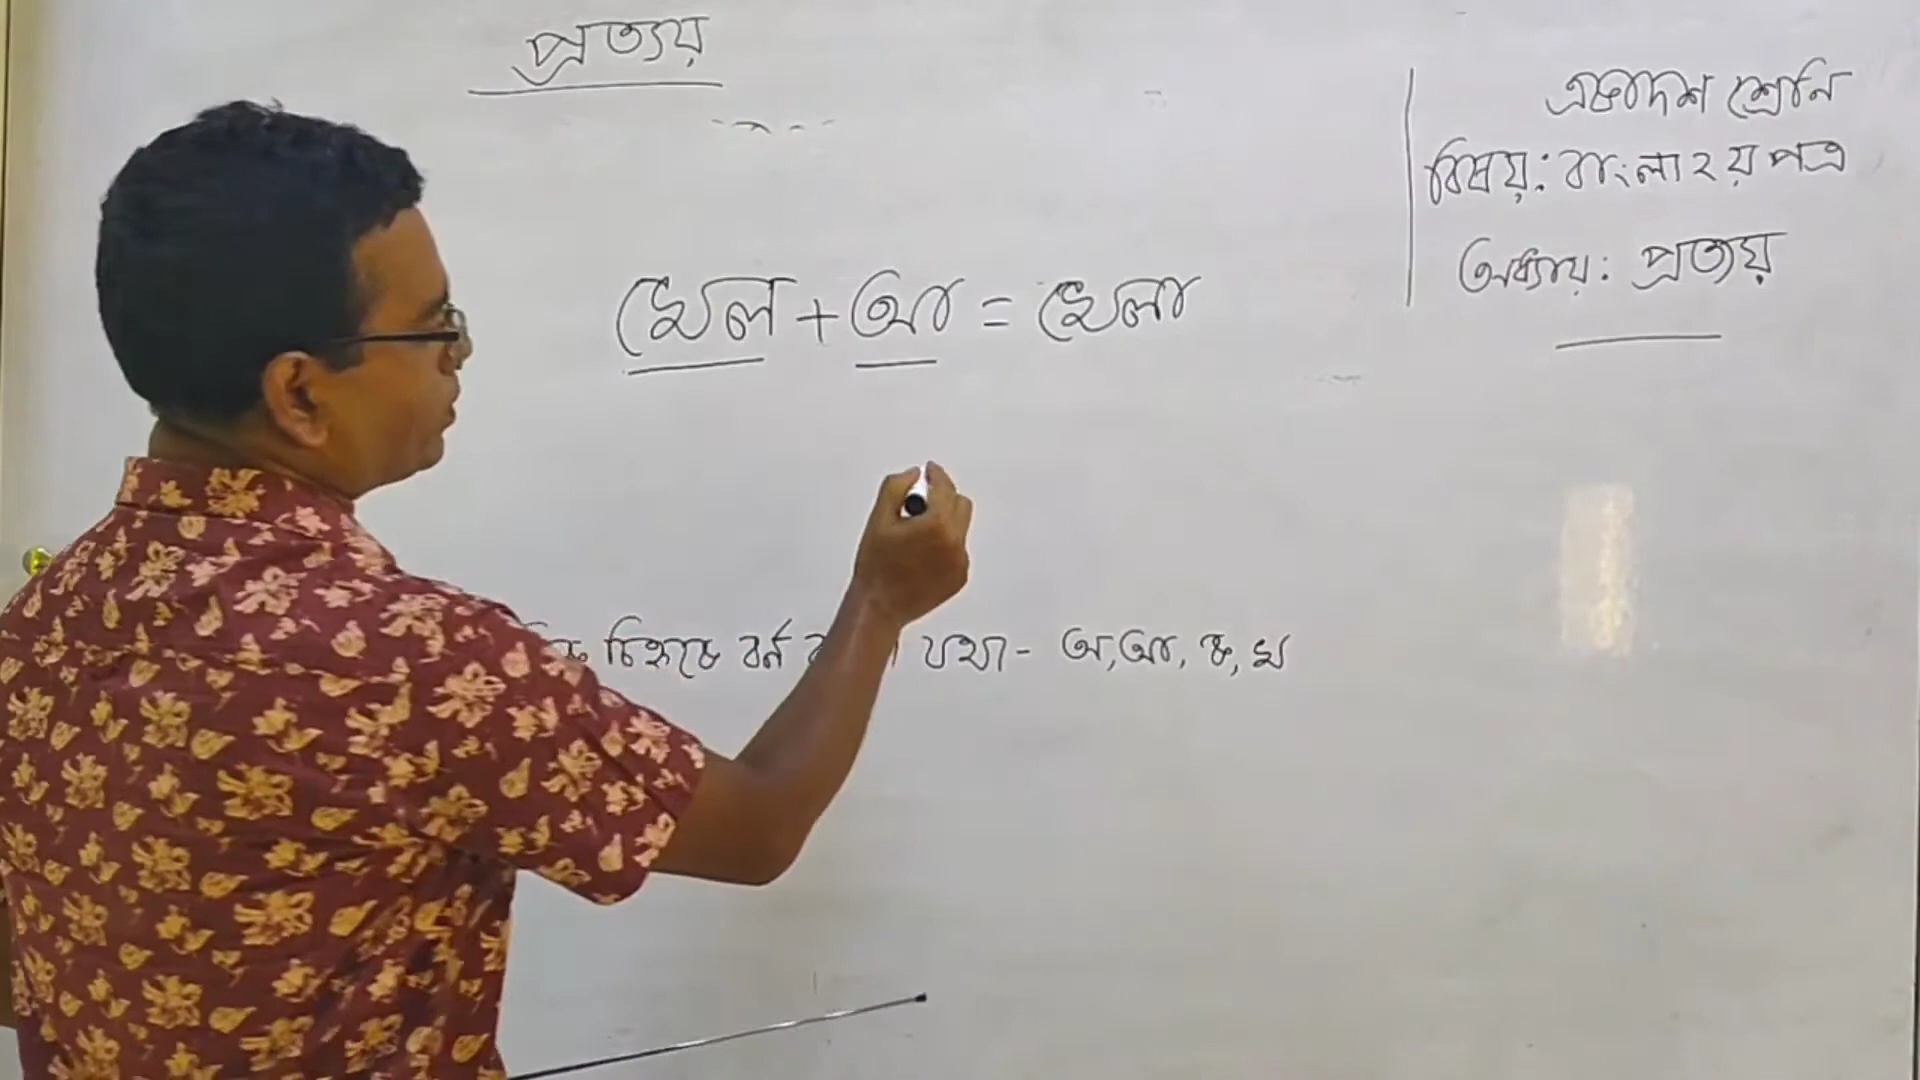 প্রত্যয়
একাদশ শ্রেনি
বিষয়: বাংলা ২য় পত্র
অধ্যায়: প্রত্যয়
খেল + আ = খেলা
চিহ্নকে বর্ন যথা - অ, আ, ক, খ